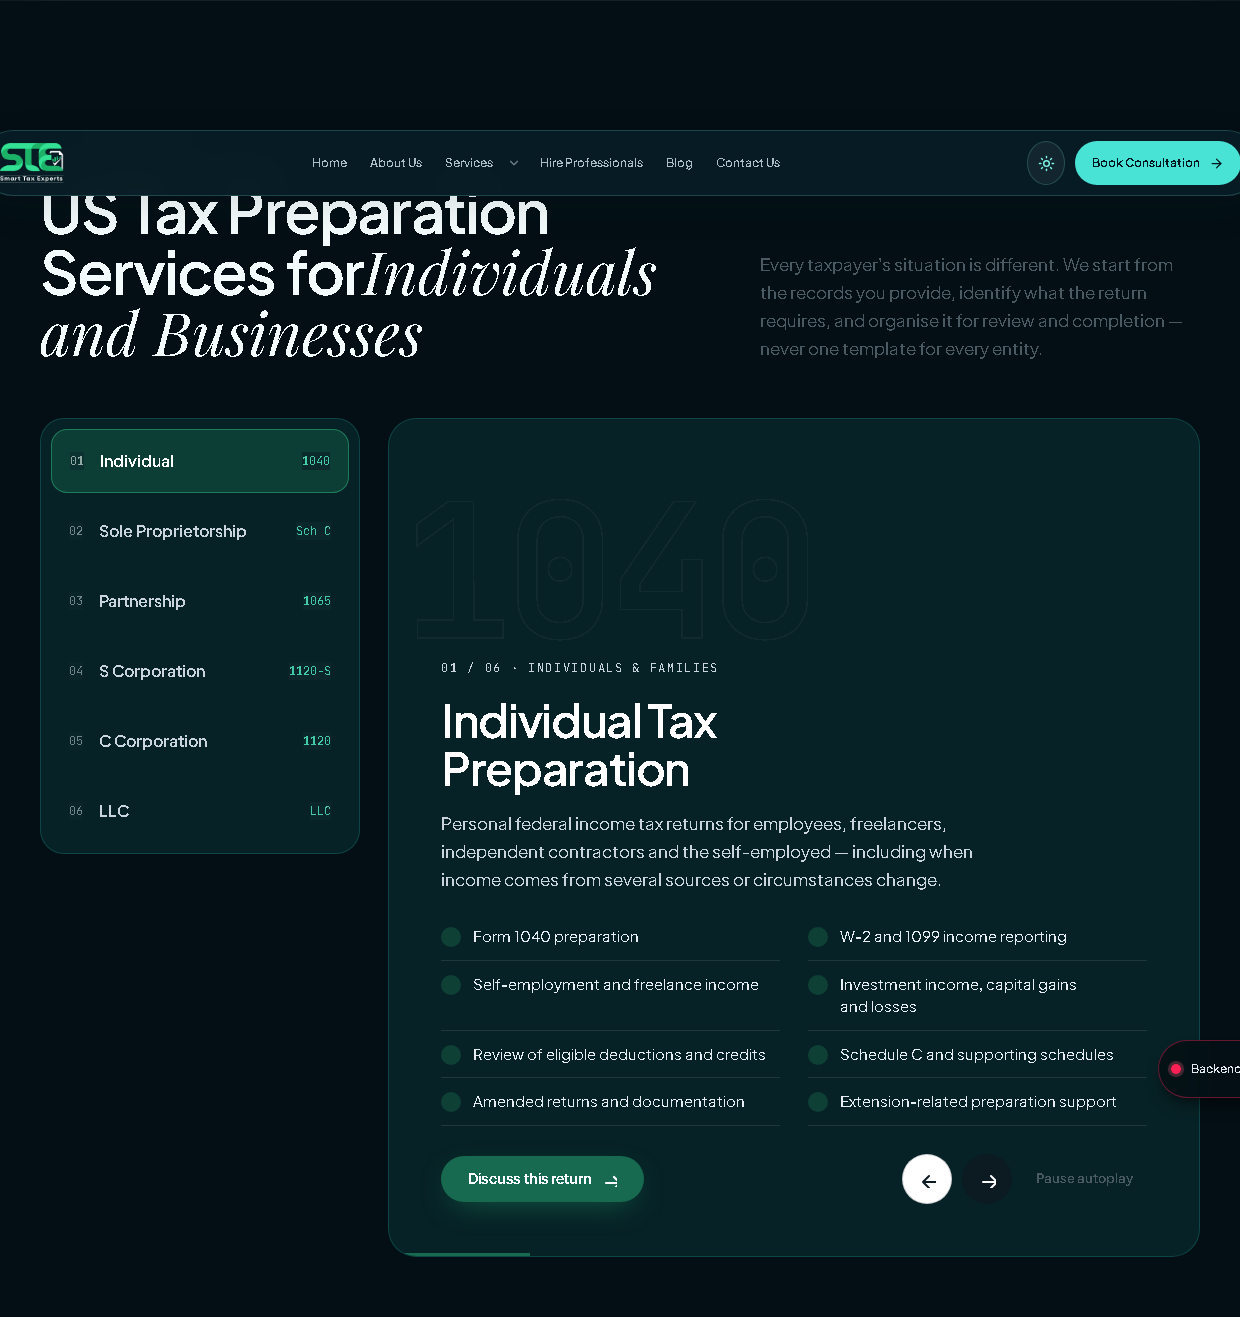 STE
Smart Tax Experts
Home
About Us
Services
Hire Professionals
Blog
Contact Us
Book Consultation
US Tax Preparation
Services for Individuals
and Businesses
Every taxpayer's situation is different. We start from
the records you provide, identify what the return
requires, and organise it for review and completion —
never one template for every entity.
01 Individual 1040
02 Sole Proprietorship Sch C
03 Partnership 1065
04 S Corporation 1120-S
05 C Corporation 1120
06 LLC LLC
1040
01 / 06 · INDIVIDUALS & FAMILIES
Individual Tax
Preparation
Personal federal income tax returns for employees, freelancers,
independent contractors and the self-employed — including when
income comes from several sources or circumstances change.
Form 1040 preparation
W-2 and 1099 income reporting
Self-employment and freelance income
Investment income, capital gains
and losses
Review of eligible deductions and credits
Schedule C and supporting schedules
Amended returns and documentation
Extension-related preparation support
Backend
Discuss this return
Pause autoplay